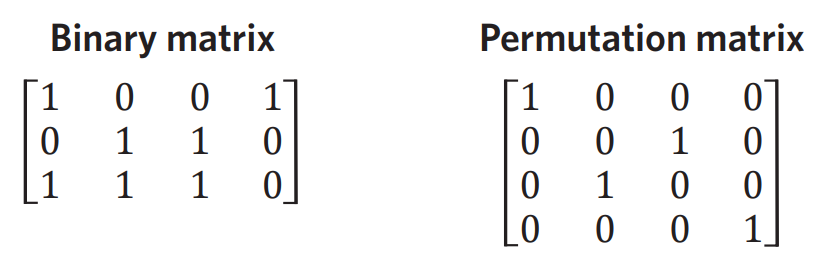 Binary matrix
1 0 0 1
0 1 1 0
1 1 1 0
Permutation matrix
1 0 0 0
0 0 1 0
0 1 0 0
0 0 0 1